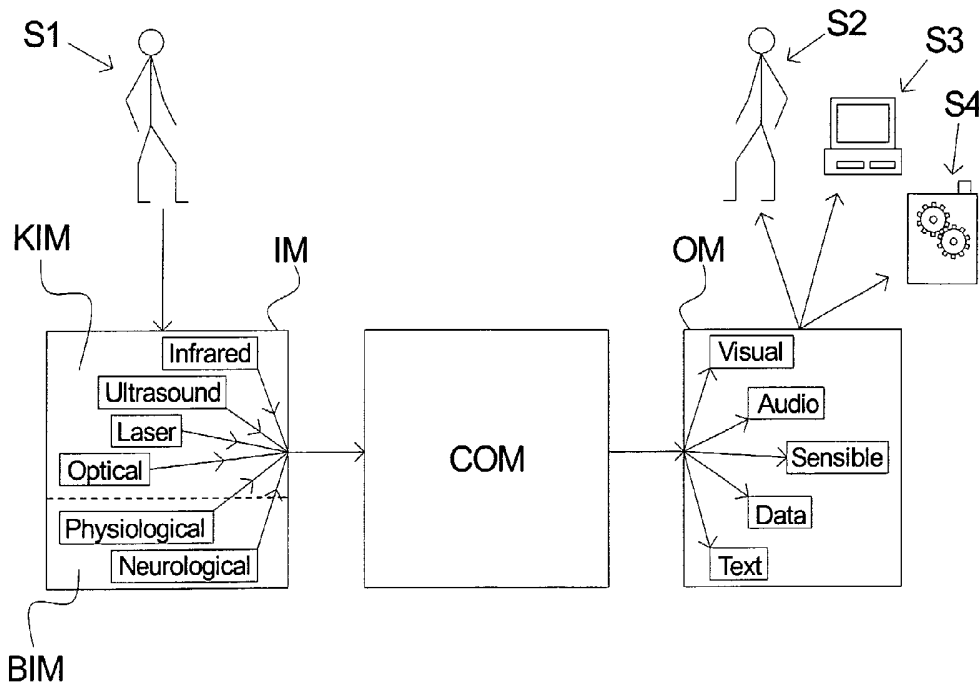 S1
S2
S3
S4
KIM
IM
OM
Infrared
Ultrasound
Laser
Optical
Physiological
Neurological
COM
Visual
Audio
Sensible
Data
Text
BIM